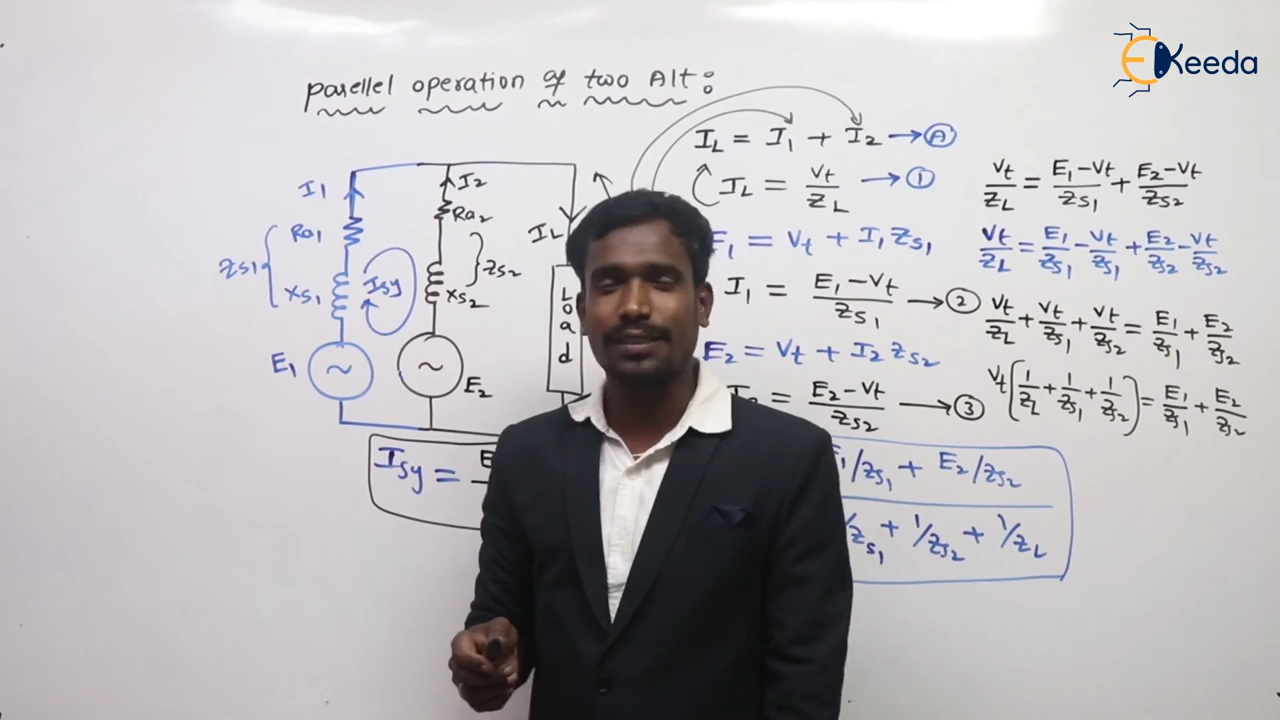 EKeeda
parellel operation of two Alt:
IL = I1 + I2 → A
IL = Vt/ZL → 1
E1 = Vt + I1 Zs1
I1 = E1 - Vt / Zs1 → 2
E2 = Vt + I2 Zs2
= E2 - Vt / Zs2 → 3
I1
Ra1
Zs1
Xs1
E1
Isy
I2
Ra2
Zs2
Xs2
E2
IL
Load
Isy = E
Vt/ZL = E1-Vt/Zs1 + E2-Vt/Zs2
Vt/ZL = E1/Zs1 - Vt/Zs1 + E2/Zs2 - Vt/Zs2
Vt/ZL + Vt/Zs1 + Vt/Zs2 = E1/Zs1 + E2/Zs2
Vt(1/ZL + 1/Zs1 + 1/Zs2) = E1/Zs1 + E2/Zs2
E1/Zs1 + E2/Zs2
/Zs1 + 1/Zs2 + 1/ZL